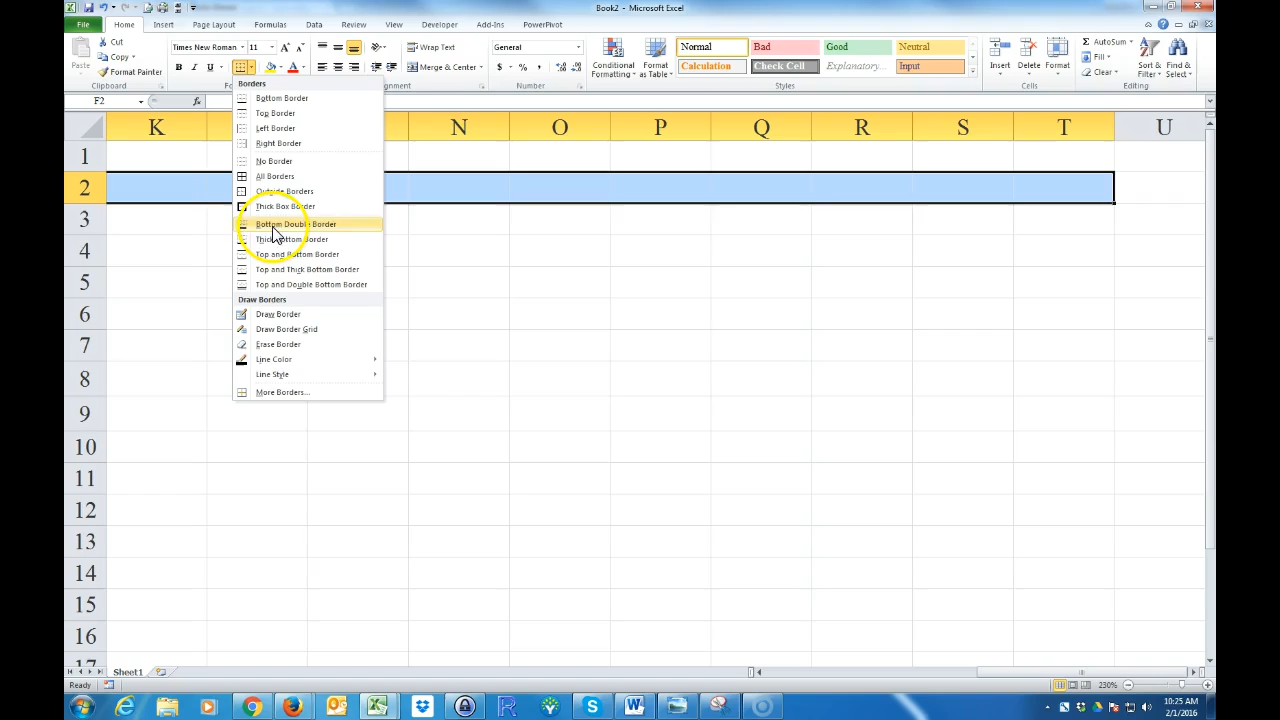 Book2 - Microsoft Excel
File Home Insert Page Layout Formulas Data Review View Developer Add-Ins PowerPivot
Paste
Cut
Copy
Format Painter
Clipboard
Times New Roman 11
B I U
Wrap Text
Merge & Center
General
$ % ,
Number
Conditional Formatting
Format as Table
Normal Bad Good Neutral
Calculation Check Cell Explanatory... Input
Styles
Insert Delete Format
Cells
AutoSum
Fill
Clear
Sort & Filter
Find & Select
Editing
F2 fx
K N O P Q R S T U
1
2
3
4
5
6
7
8
9
10
11
12
13
14
15
16
17
Borders
Bottom Border
Top Border
Left Border
Right Border
No Border
All Borders
Outside Borders
Thick Box Border
Bottom Double Border
Thick Bottom Border
Top and Bottom Border
Top and Thick Bottom Border
Top and Double Bottom Border
Draw Borders
Draw Border
Draw Border Grid
Erase Border
Line Color
Line Style
More Borders...
Sheet1
Ready
230%
10:25 AM
2/1/2016